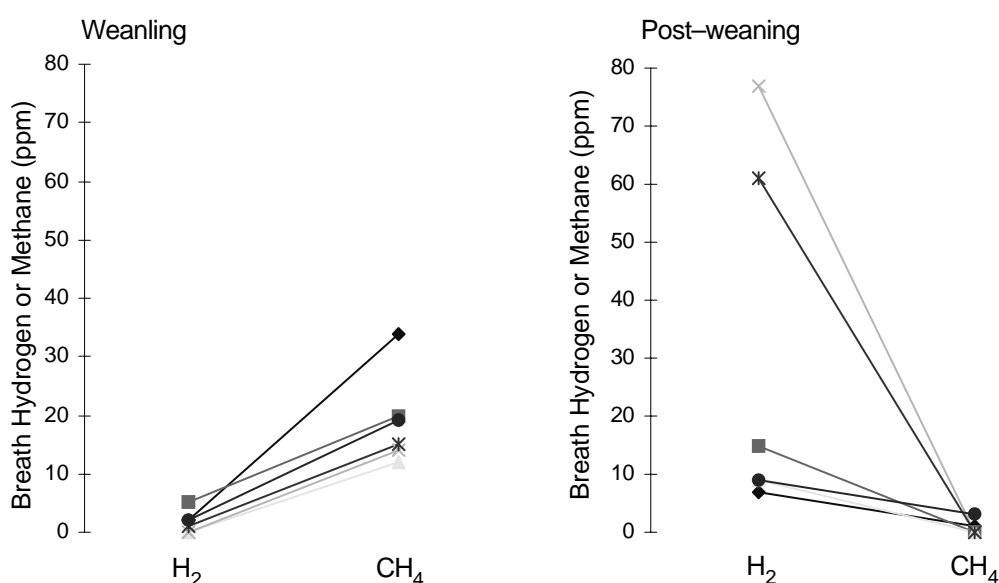 Weanling
Breath Hydrogen or Methane (ppm)
80
70
60
50
40
30
20
10
0
H₂
CH₄
Post–weaning
Breath Hydrogen or Methane (ppm)
80
70
60
50
40
30
20
10
0
H₂
CH₄